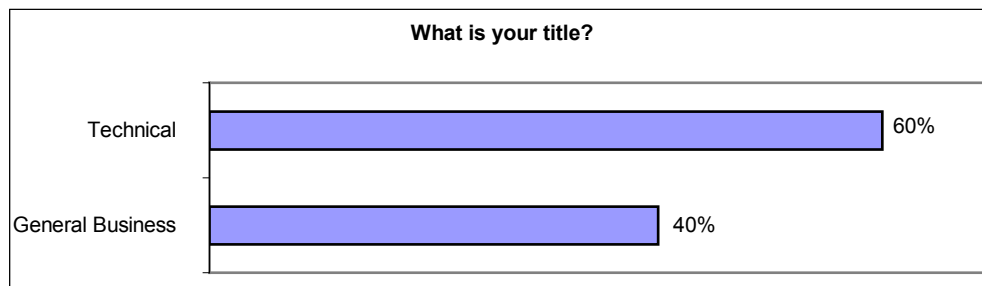 What is your title?
Technical
60%
General Business
40%